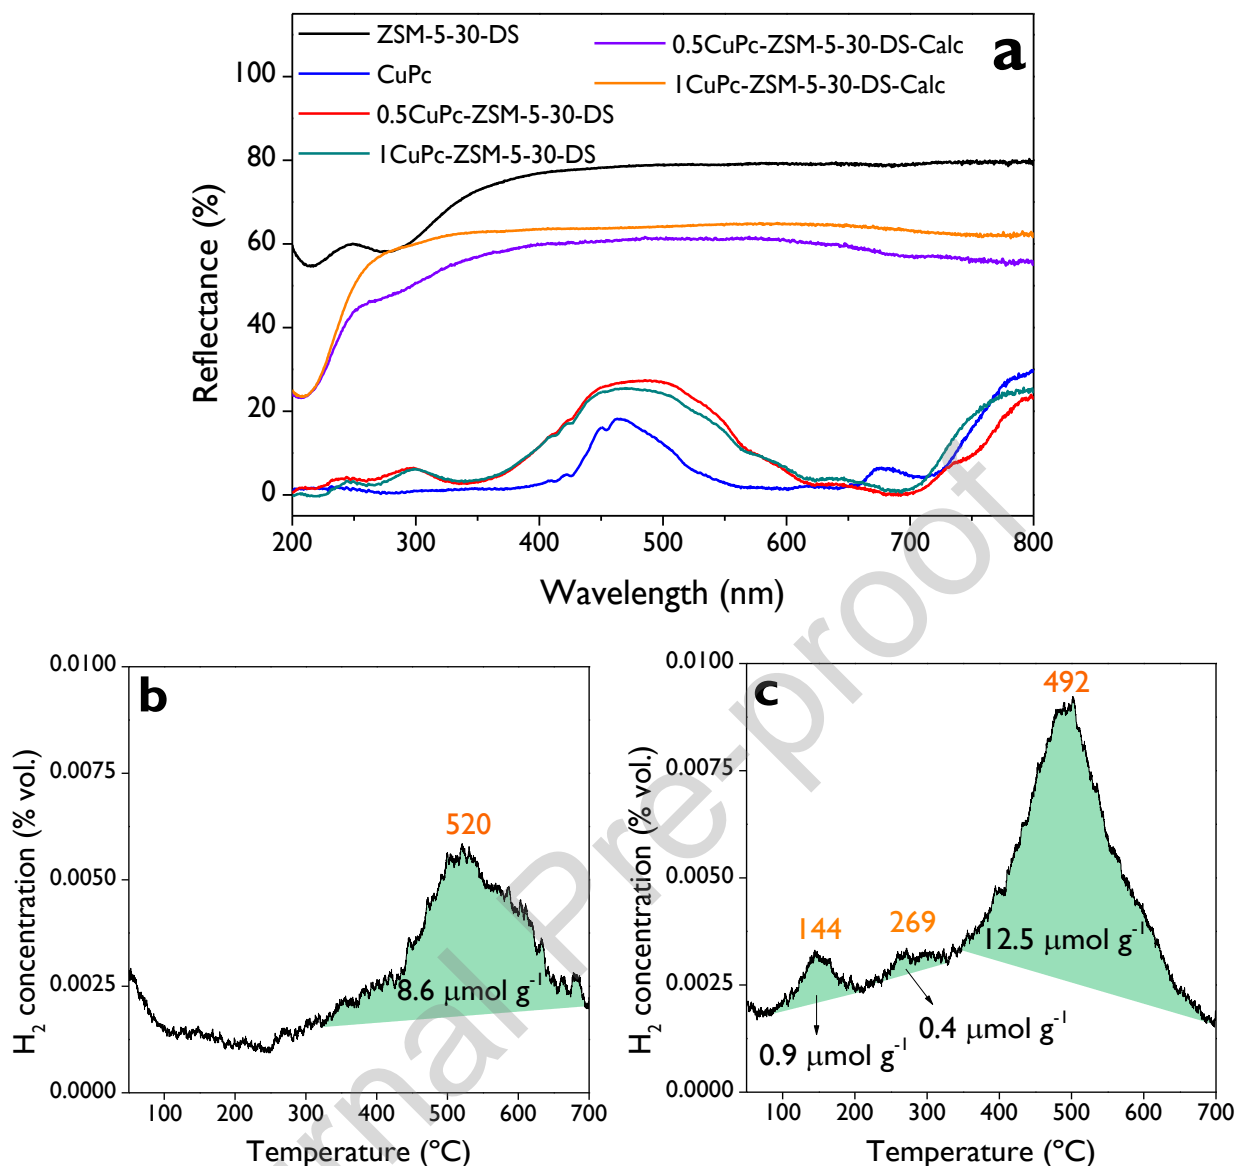 a
ZSM-5-30-DS
CuPc
0.5CuPc-ZSM-5-30-DS
1CuPc-ZSM-5-30-DS
0.5CuPc-ZSM-5-30-DS-Calc
1CuPc-ZSM-5-30-DS-Calc
Reflectance (%)
100
80
60
40
20
0
200 300 400 500 600 700 800
Wavelength (nm)
b
H2 concentration (% vol.)
0.0100
0.0075
0.0050
0.0025
0.0000
520
8.6 μmol g-1
100 200 300 400 500 600 700
Temperature (ºC)
c
H2 concentration (% vol.)
0.0100
0.0075
0.0050
0.0025
0.0000
492
144
269
12.5 μmol g-1
0.4 μmol g-1
0.9 μmol g-1
100 200 300 400 500 600 700
Temperature (ºC)
rnal Pre-proof